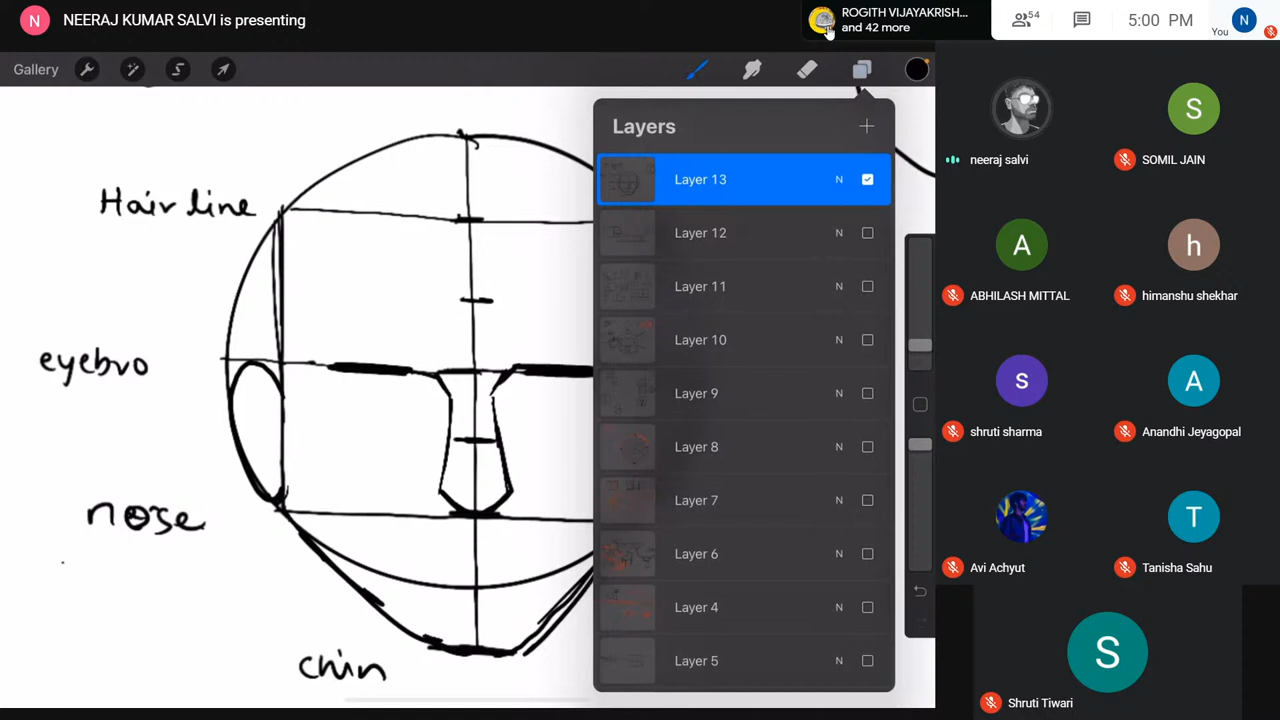 N NEERAJ KUMAR SALVI is presenting
ROGITH VIJAYAKRISH...
and 42 more
54
5:00 PM
You
N
Gallery
Layers
Layer 13 N
Layer 12 N
Layer 11 N
Layer 10 N
Layer 9 N
Layer 8 N
Layer 7 N
Layer 6 N
Layer 4 N
Layer 5 N
Hair line
eyebro
nose
chin
neeraj salvi
S
SOMIL JAIN
A
ABHILASH MITTAL
h
himanshu shekhar
s
shruti sharma
A
Anandhi Jeyagopal
Avi Achyut
T
Tanisha Sahu
S
Shruti Tiwari